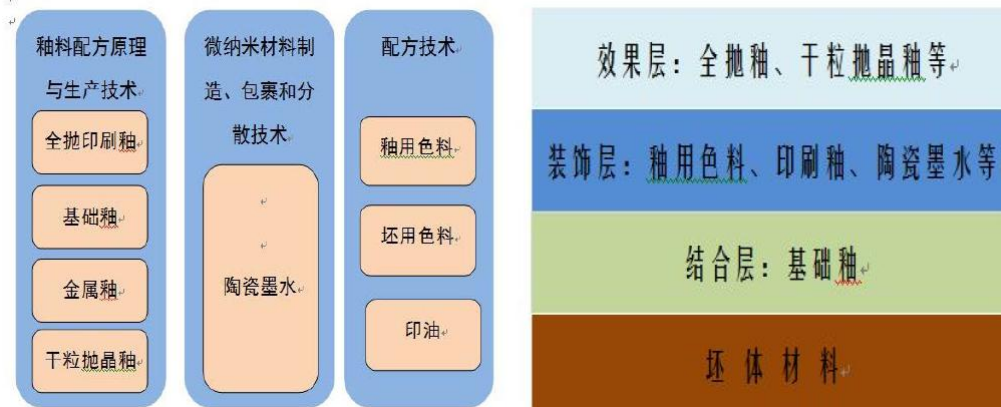 釉料配方原理
与生产技术
全抛印刷釉
基础釉
金属釉
干粒抛晶釉
微纳米材料制
造、包裹和分
散技术
陶瓷墨水
配方技术
釉用色料
坯用色料
印油
效果层：全抛釉、干粒抛晶釉等
装饰层：釉用色料、印刷釉、陶瓷墨水等
结合层：基础釉
坯 体 材 料